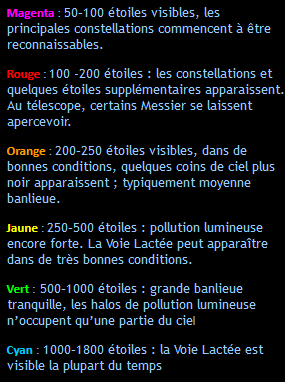 Magenta : 50-100 étoiles visibles, les
principales constellations commencent à être
reconnaissables.
Rouge : 100 -200 étoiles : les constellations et
quelques étoiles supplémentaires apparaissent.
Au télescope, certains Messier se laissent
apercevoir.
Orange : 200-250 étoiles visibles, dans de
bonnes conditions, quelques coins de ciel plus
noir apparaissent ; typiquement moyenne
banlieue.
Jaune : 250-500 étoiles : pollution lumineuse
encore forte. La Voie Lactée peut apparaître
dans de très bonnes conditions.
Vert : 500-1000 étoiles : grande banlieue
tranquille, les halos de pollution lumineuse
n'occupent qu'une partie du ciel
Cyan : 1000-1800 étoiles : la Voie Lactée est
visible la plupart du temps